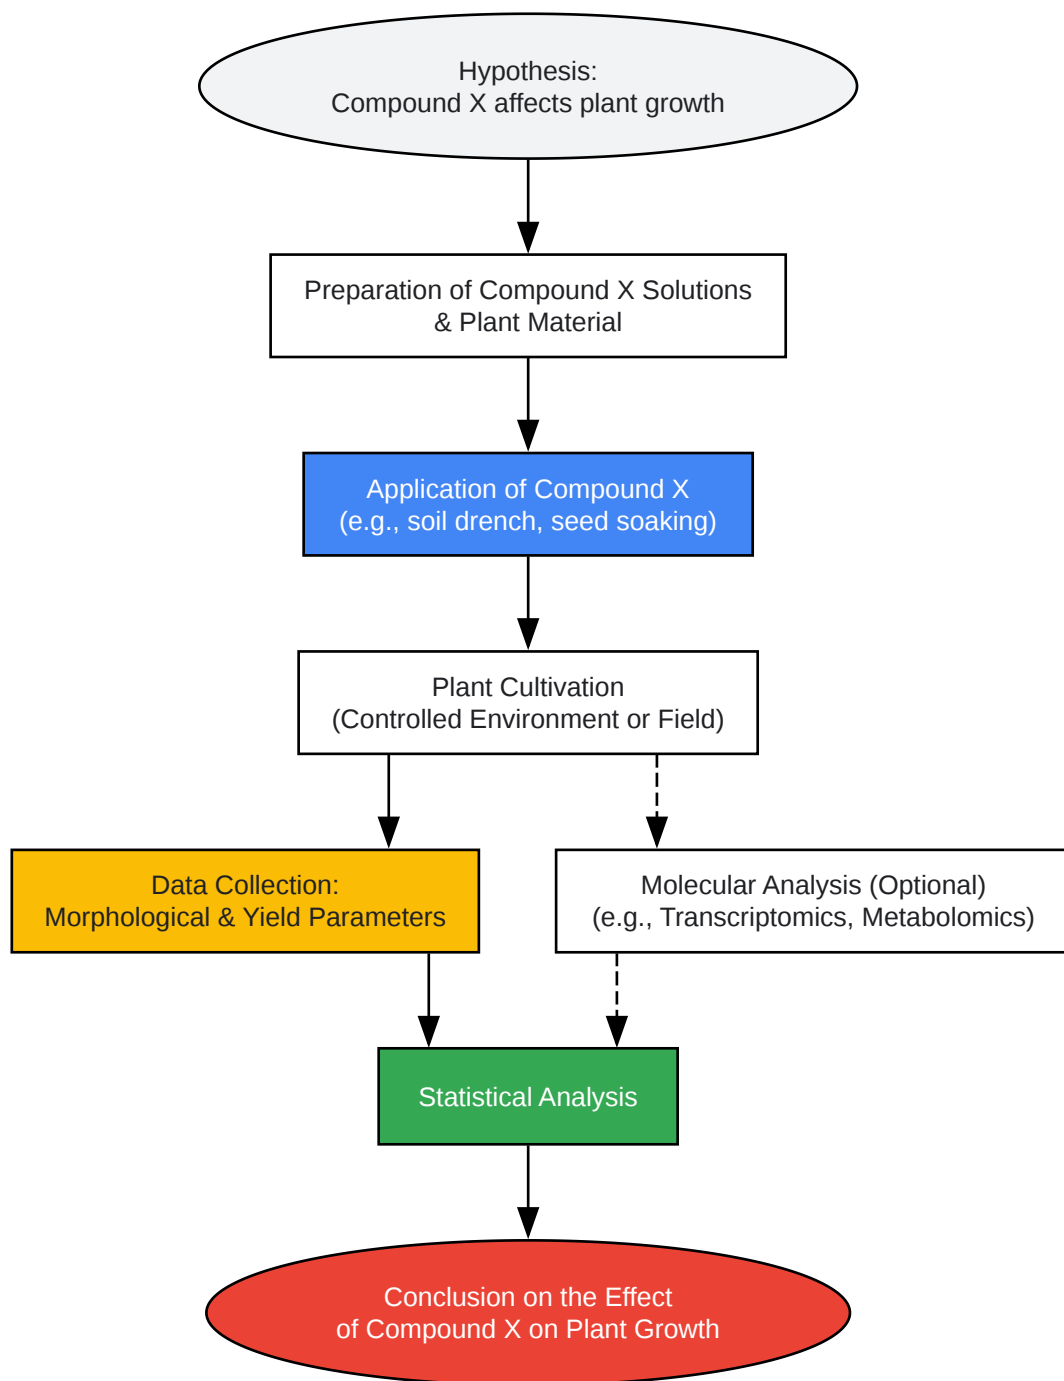 Hypothesis:
Compound X affects plant growth
Preparation of Compound X Solutions
& Plant Material
Application of Compound X
(e.g., soil drench, seed soaking)
Plant Cultivation
(Controlled Environment or Field)
Data Collection:
Morphological & Yield Parameters
Molecular Analysis (Optional)
(e.g., Transcriptomics, Metabolomics)
Statistical Analysis
Conclusion on the Effect
of Compound X on Plant Growth